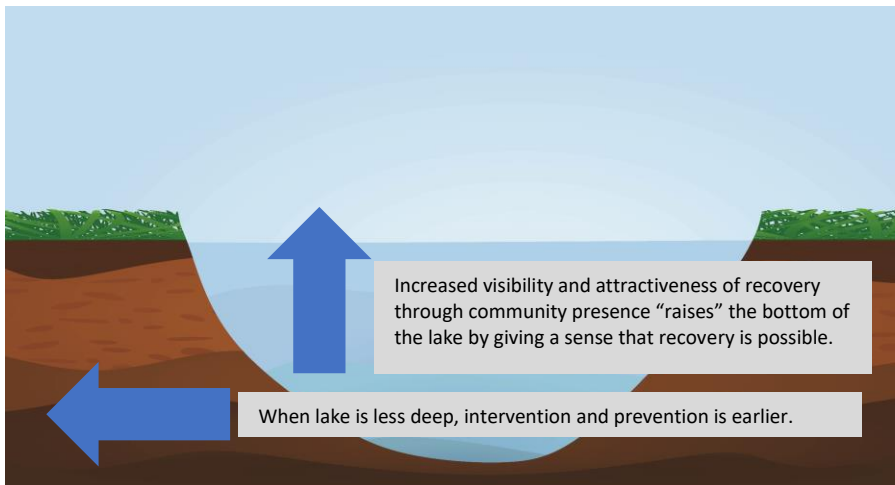 Increased visibility and attractiveness of recovery
through community presence “raises” the bottom of
the lake by giving a sense that recovery is possible.
When lake is less deep, intervention and prevention is earlier.